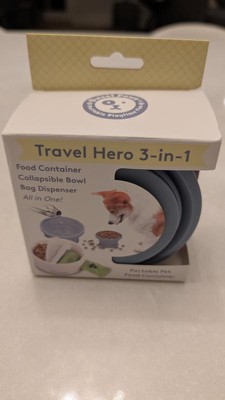 Travel Hero 3-in-1
Food Container
Collapsible Bowl
Bag Dispenser
All in One!
Portable Pet
Food Container